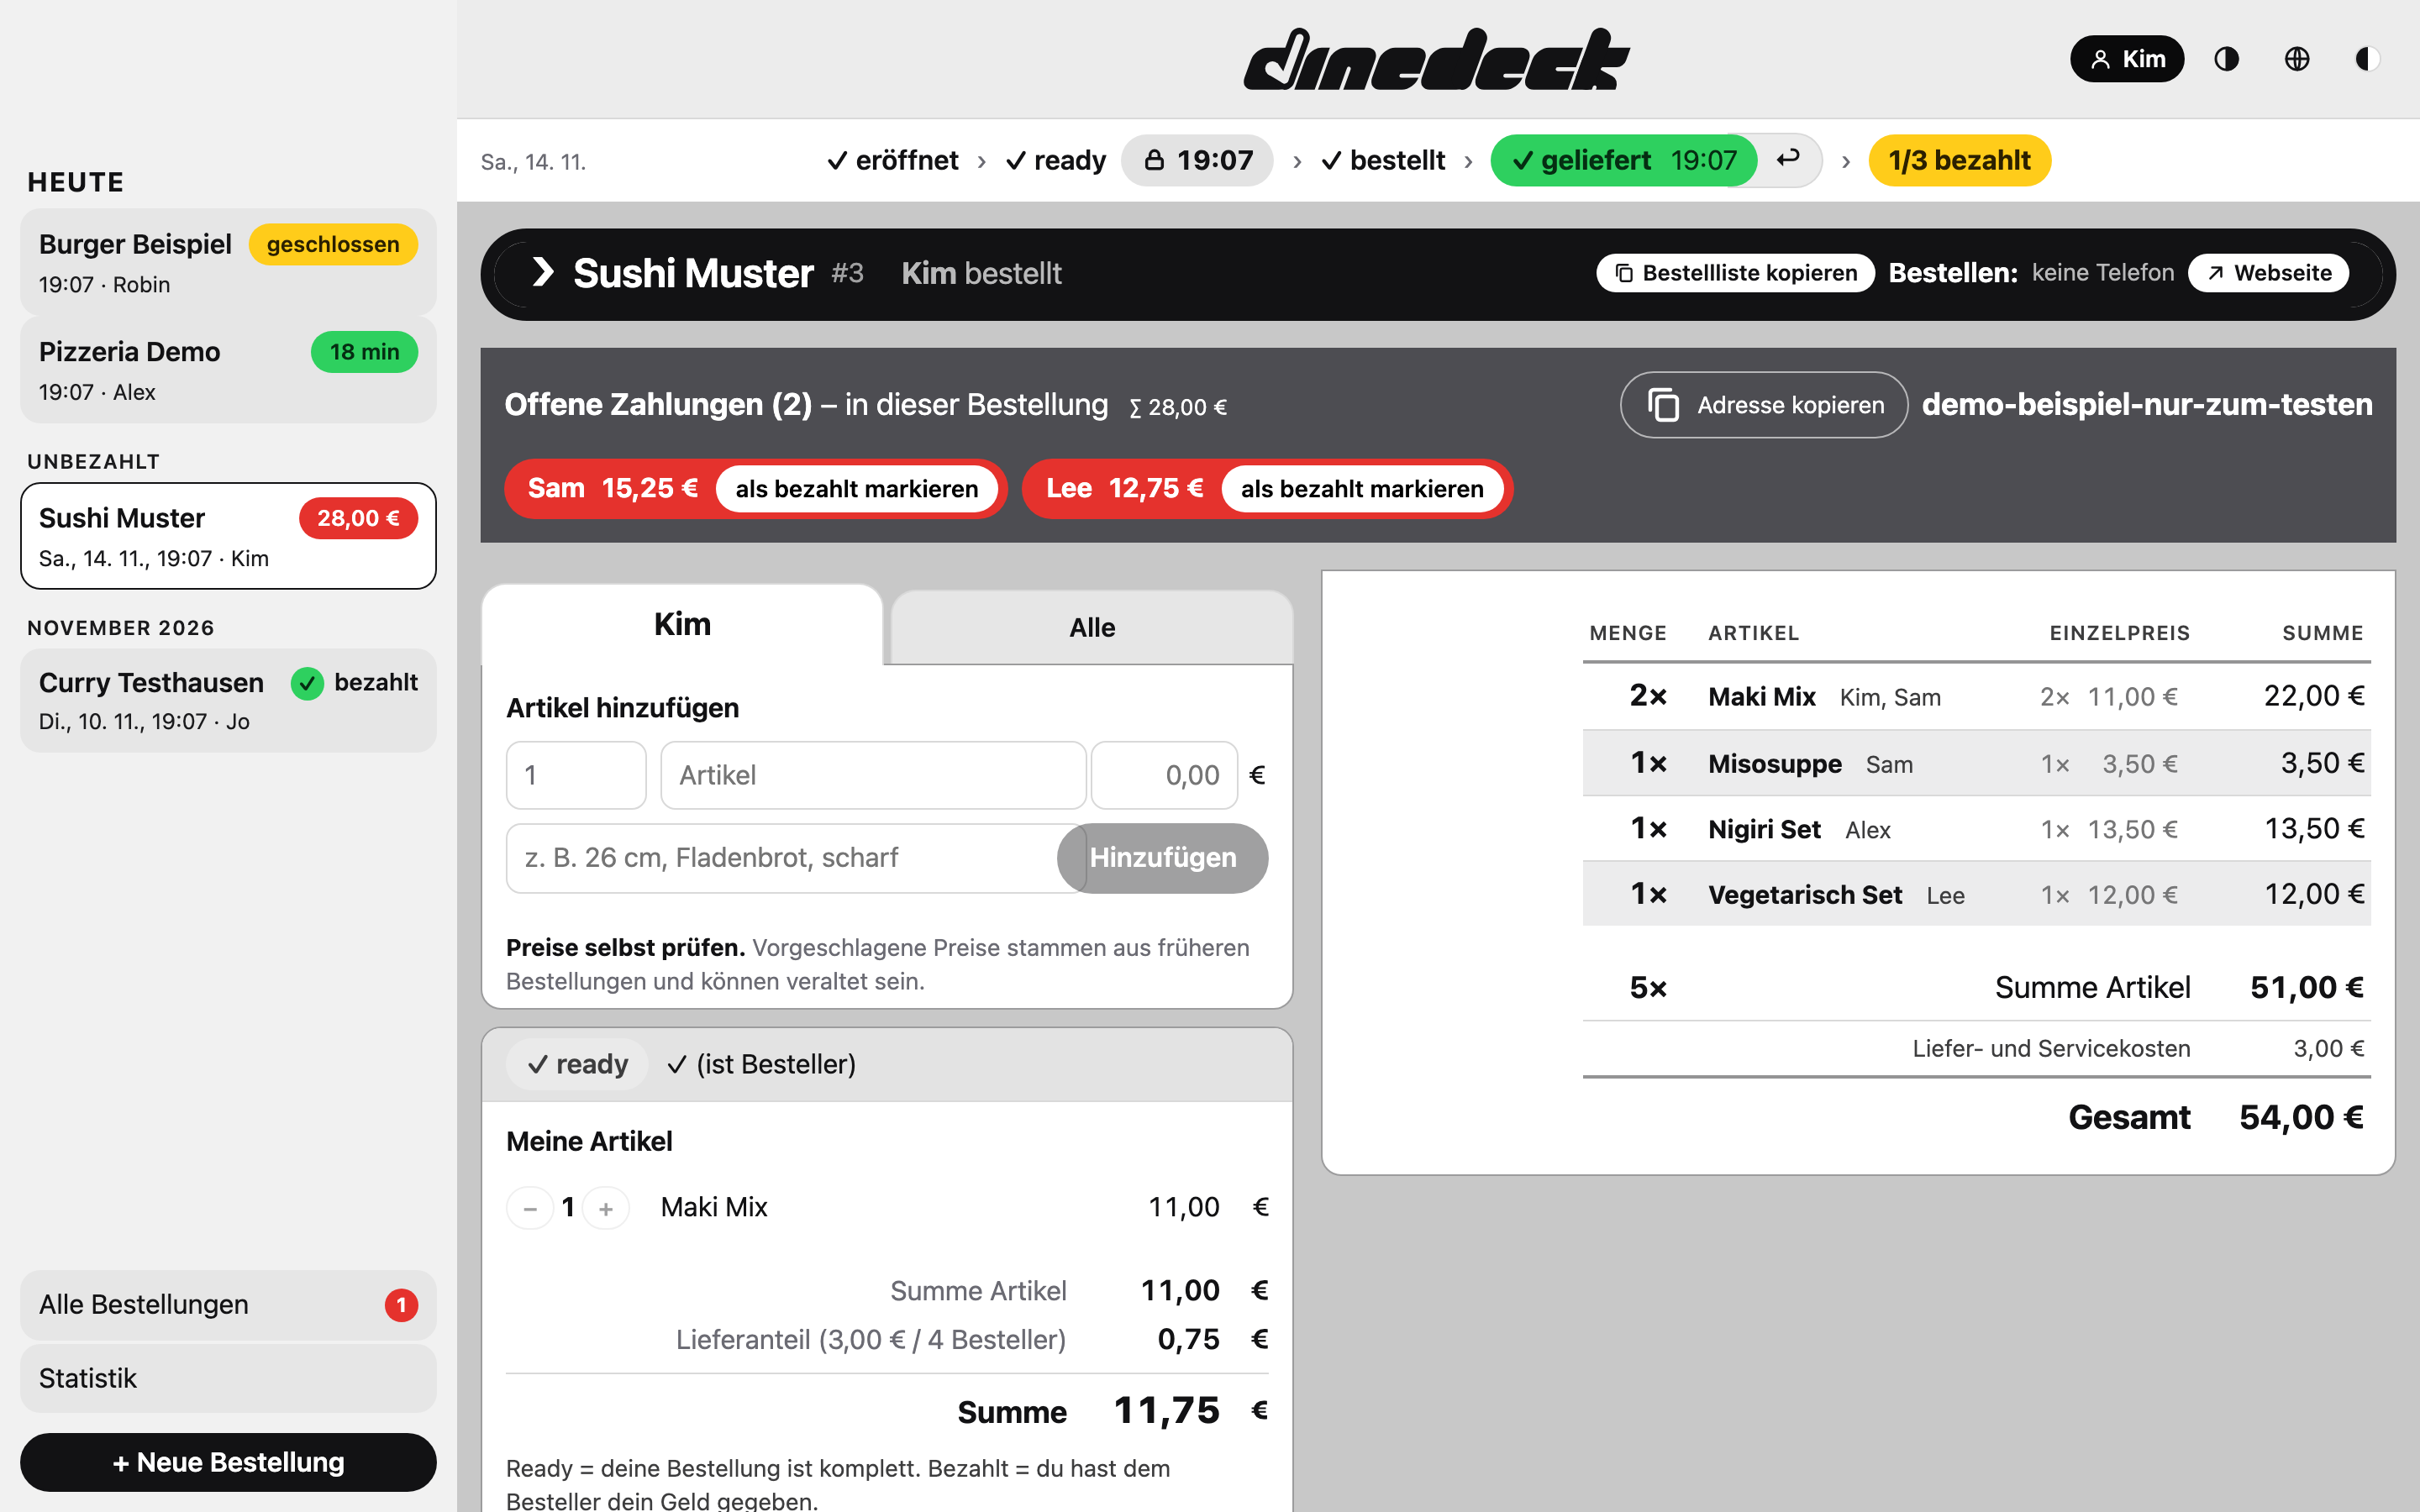 dinedeck
Kim
HEUTE
Burger Beispiel geschlossen
19:07 · Robin
Pizzeria Demo 18 min
19:07 · Alex
UNBEZAHLT
Sushi Muster 28,00 €
Sa., 14. 11., 19:07 · Kim
NOVEMBER 2026
Curry Testhausen ✓ bezahlt
Di., 10. 11., 19:07 · Jo
Alle Bestellungen 1
Statistik
+ Neue Bestellung
Sa., 14. 11. ✓ eröffnet › ✓ ready 19:07 › ✓ bestellt › ✓ geliefert 19:07 › 1/3 bezahlt
Sushi Muster #3 Kim bestellt Bestellliste kopieren Bestellen: keine Telefon Webseite
Offene Zahlungen (2) – in dieser Bestellung ∑ 28,00 € Adresse kopieren demo-beispiel-nur-zum-testen
Sam 15,25 € als bezahlt markieren Lee 12,75 € als bezahlt markieren
Kim Alle
Artikel hinzufügen
1 Artikel 0,00 €
z. B. 26 cm, Fladenbrot, scharf Hinzufügen
Preise selbst prüfen. Vorgeschlagene Preise stammen aus früheren
Bestellungen und können veraltet sein.
✓ ready ✓ (ist Besteller)
Meine Artikel
− 1 + Maki Mix 11,00 €
Summe Artikel 11,00 €
Lieferanteil (3,00 € / 4 Besteller) 0,75 €
Summe 11,75 €
Ready = deine Bestellung ist komplett. Bezahlt = du hast dem
Besteller dein Geld gegeben.
MENGE ARTIKEL EINZELPREIS SUMME
2× Maki Mix Kim, Sam 2× 11,00 € 22,00 €
1× Misosuppe Sam 1× 3,50 € 3,50 €
1× Nigiri Set Alex 1× 13,50 € 13,50 €
1× Vegetarisch Set Lee 1× 12,00 € 12,00 €
5× Summe Artikel 51,00 €
Liefer- und Servicekosten 3,00 €
Gesamt 54,00 €